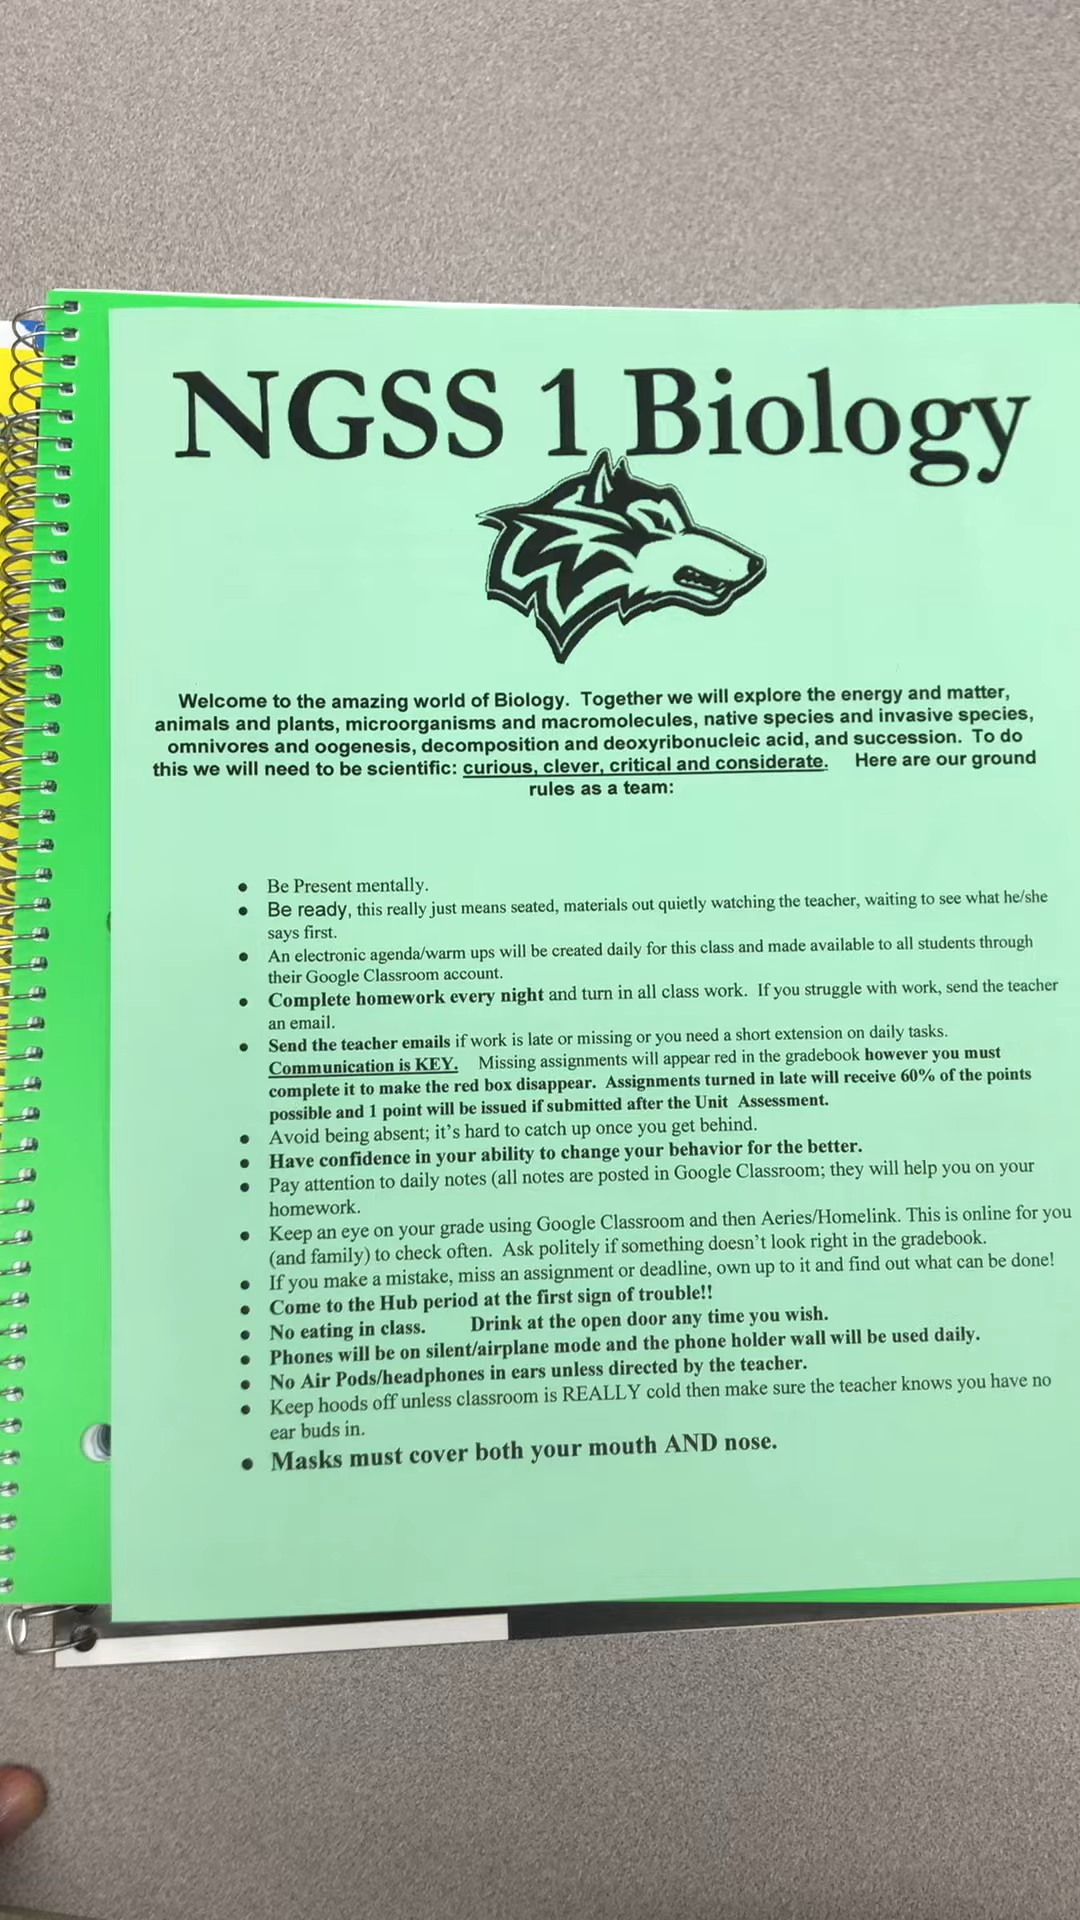 NGSS 1 Biology
Welcome to the amazing world of Biology. Together we will explore the energy and matter,
animals and plants, microorganisms and macromolecules, native species and invasive species,
omnivores and oogenesis, decomposition and deoxyribonucleic acid, and succession. To do
this we will need to be scientific: curious, clever, critical and considerate. Here are our ground
rules as a team:
• Be Present mentally.
• Be ready, this really just means seated, materials out quietly watching the teacher, waiting to see what he/she
says first.
• An electronic agenda/warm ups will be created daily for this class and made available to all students through
their Google Classroom account.
• Complete homework every night and turn in all class work. If you struggle with work, send the teacher
an email.
• Send the teacher emails if work is late or missing or you need a short extension on daily tasks.
Communication is KEY. Missing assignments will appear red in the gradebook however you must
complete it to make the red box disappear. Assignments turned in late will receive 60% of the points
possible and 1 point will be issued if submitted after the Unit Assessment.
• Avoid being absent; it's hard to catch up once you get behind.
• Have confidence in your ability to change your behavior for the better.
• Pay attention to daily notes (all notes are posted in Google Classroom; they will help you on your
homework.
• Keep an eye on your grade using Google Classroom and then Aeries/Homelink. This is online for you
(and family) to check often. Ask politely if something doesn't look right in the gradebook.
• If you make a mistake, miss an assignment or deadline, own up to it and find out what can be done!
• Come to the Hub period at the first sign of trouble!!
• No eating in class. Drink at the open door any time you wish.
• Phones will be on silent/airplane mode and the phone holder wall will be used daily.
• No Air Pods/headphones in ears unless directed by the teacher.
• Keep hoods off unless classroom is REALLY cold then make sure the teacher knows you have no
ear buds in.
• Masks must cover both your mouth AND nose.